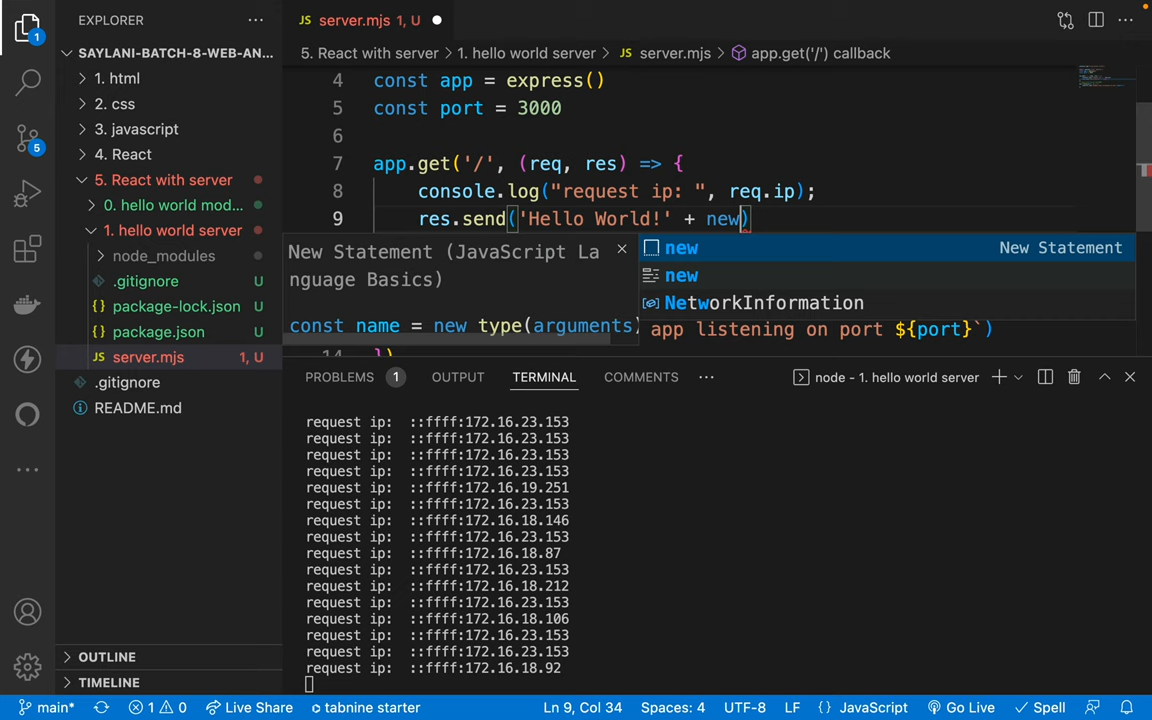 EXPLORER
SAYLANI-BATCH-8-WEB-AN...
1. html
2. css
3. javascript
4. React
5. React with server
0. hello world mod...
1. hello world server
node_modules
.gitignore U
{} package-lock.json U
{} package.json U
JS server.mjs 1, U
.gitignore
README.md
OUTLINE
TIMELINE
1
5
JS server.mjs 1, U
5. React with server > 1. hello world server > JS server.mjs > app.get('/') callback
4 const app = express()
5 const port = 3000
6
7 app.get('/', (req, res) => {
8 console.log("request ip: ", req.ip);
9 res.send('Hello World!' + new)
New Statement (JavaScript La
nguage Basics)
const name = new type(arguments)
new New Statement
new
NetworkInformation
app listening on port ${port}`)
14 })
PROBLEMS 1 OUTPUT TERMINAL COMMENTS ... node - 1. hello world server
request ip: ::ffff:172.16.23.153
request ip: ::ffff:172.16.23.153
request ip: ::ffff:172.16.23.153
request ip: ::ffff:172.16.23.153
request ip: ::ffff:172.16.19.251
request ip: ::ffff:172.16.23.153
request ip: ::ffff:172.16.18.146
request ip: ::ffff:172.16.23.153
request ip: ::ffff:172.16.18.87
request ip: ::ffff:172.16.23.153
request ip: ::ffff:172.16.18.212
request ip: ::ffff:172.16.23.153
request ip: ::ffff:172.16.18.106
request ip: ::ffff:172.16.23.153
request ip: ::ffff:172.16.23.153
request ip: ::ffff:172.16.18.92
main* 1 0 Live Share tabnine starter Ln 9, Col 34 Spaces: 4 UTF-8 LF {} JavaScript Go Live Spell